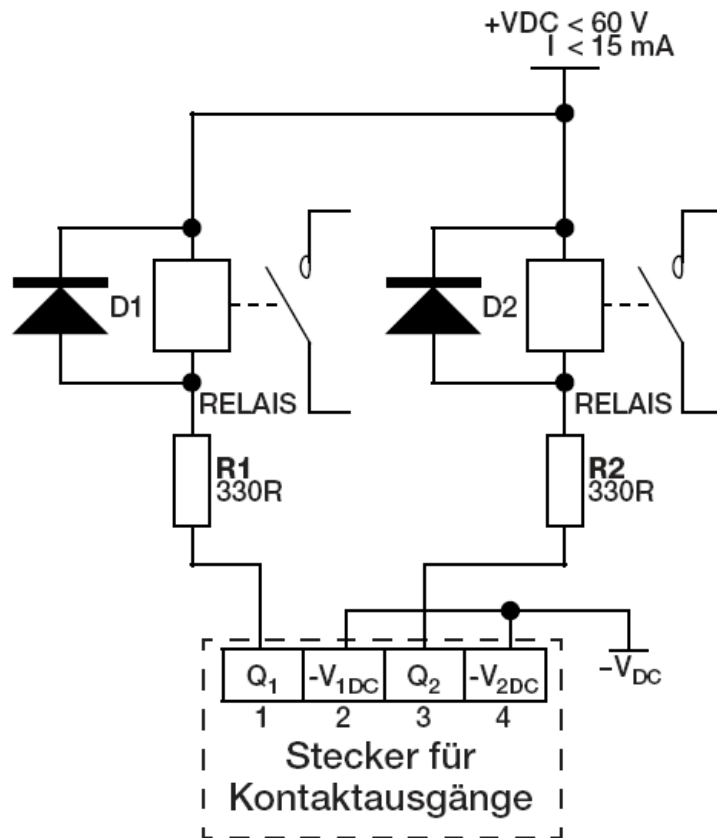 +VDC < 60 V
I < 15 mA
D1
D2
RELAIS
RELAIS
R1
330R
R2
330R
Q1
-V1DC
Q2
-V2DC
–VDC
1
2
3
4
Stecker für
Kontaktausgänge